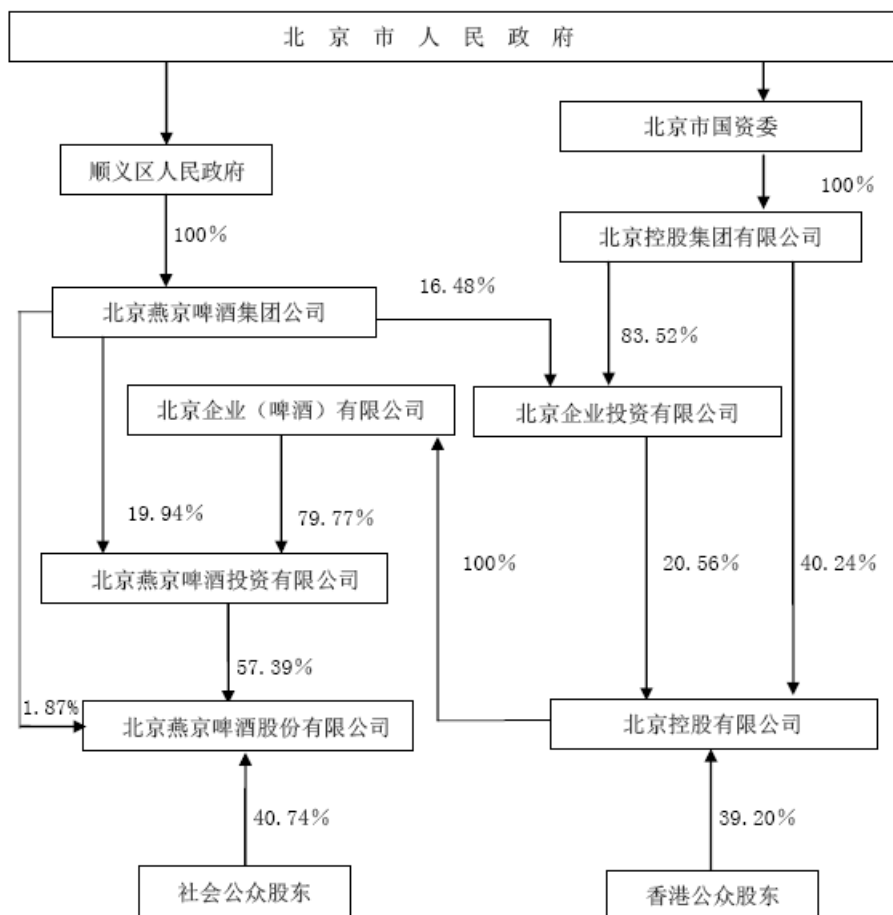 北京市人民政府
北京市国资委
顺义区人民政府
100%
100%
北京控股集团有限公司
16.48%
北京燕京啤酒集团公司
83.52%
北京企业（啤酒）有限公司
北京企业投资有限公司
19.94%
79.77%
100%
20.56%
40.24%
北京燕京啤酒投资有限公司
57.39%
1.87%
北京燕京啤酒股份有限公司
北京控股有限公司
40.74%
39.20%
社会公众股东
香港公众股东